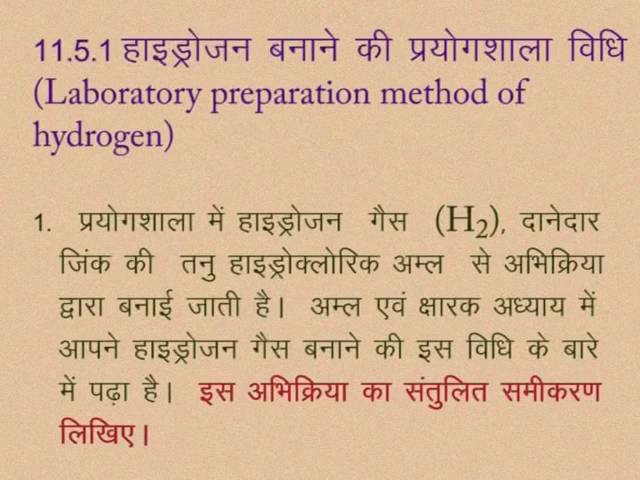 11.5.1 हाइड्रोजन बनाने की प्रयोगशाला विधि
(Laboratory preparation method of
hydrogen)
1. प्रयोगशाला में हाइड्रोजन गैस (H₂), दानेदार
जिंक की तनु हाइड्रोक्लोरिक अम्ल से अभिक्रिया
द्वारा बनाई जाती है। अम्ल एवं क्षारक अध्याय में
आपने हाइड्रोजन गैस बनाने की इस विधि के बारे
में पढ़ा है। इस अभिक्रिया का संतुलित समीकरण
लिखिए।